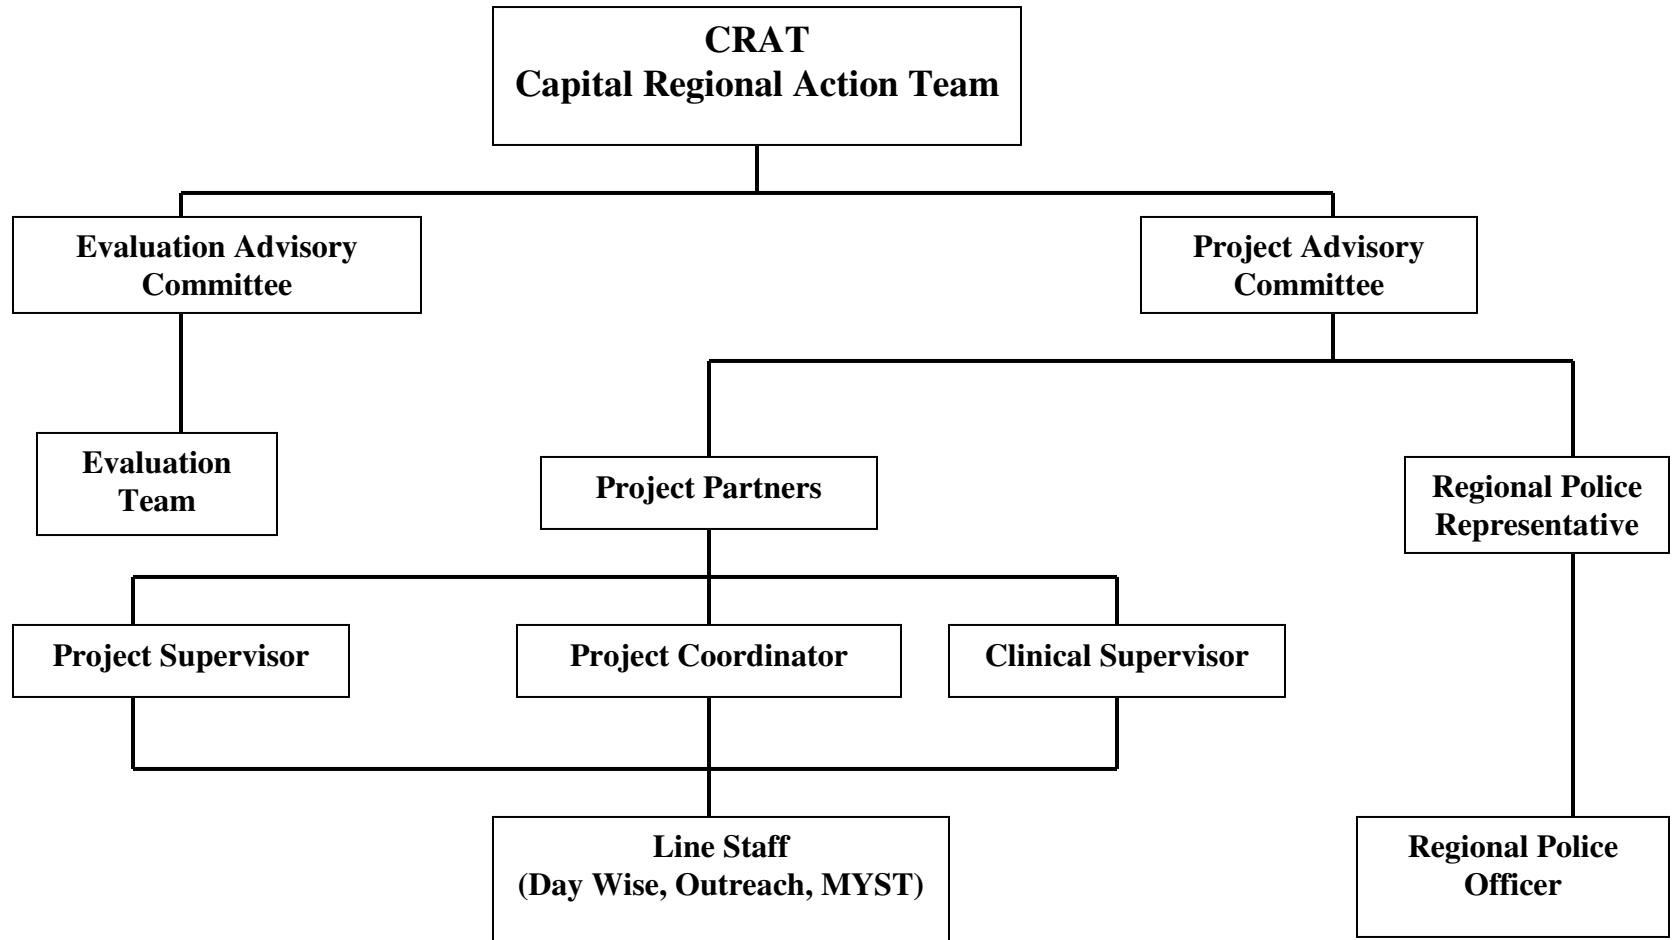 CRAT
Capital Regional Action Team
Evaluation Advisory
Committee
Project Advisory
Committee
Evaluation
Team
Project Partners
Regional Police
Representative
Project Supervisor
Project Coordinator
Clinical Supervisor
Line Staff
(Day Wise, Outreach, MYST)
Regional Police
Officer